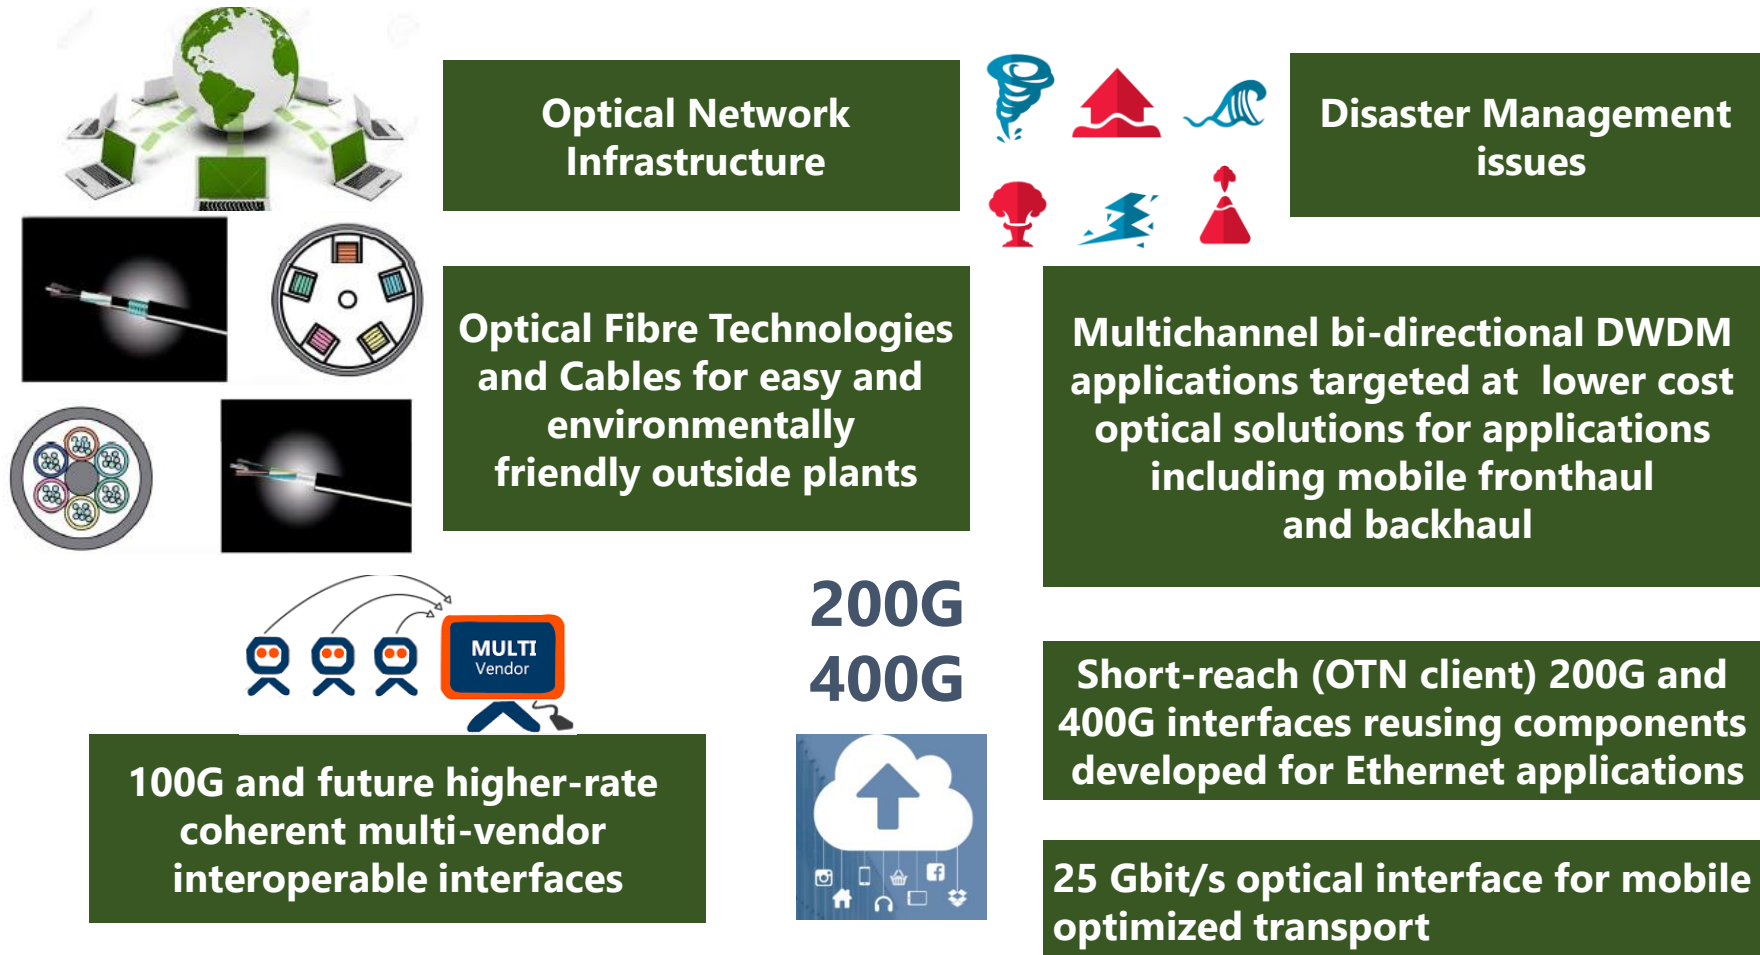 Optical Network
Infrastructure
Disaster Management
issues
Optical Fibre Technologies
and Cables for easy and
environmentally
friendly outside plants
Multichannel bi-directional DWDM
applications targeted at lower cost
optical solutions for applications
including mobile fronthaul
and backhaul
MULTI
Vendor
100G and future higher-rate
coherent multi-vendor
interoperable interfaces
200G
400G
Short-reach (OTN client) 200G and
400G interfaces reusing components
developed for Ethernet applications
25 Gbit/s optical interface for mobile
optimized transport